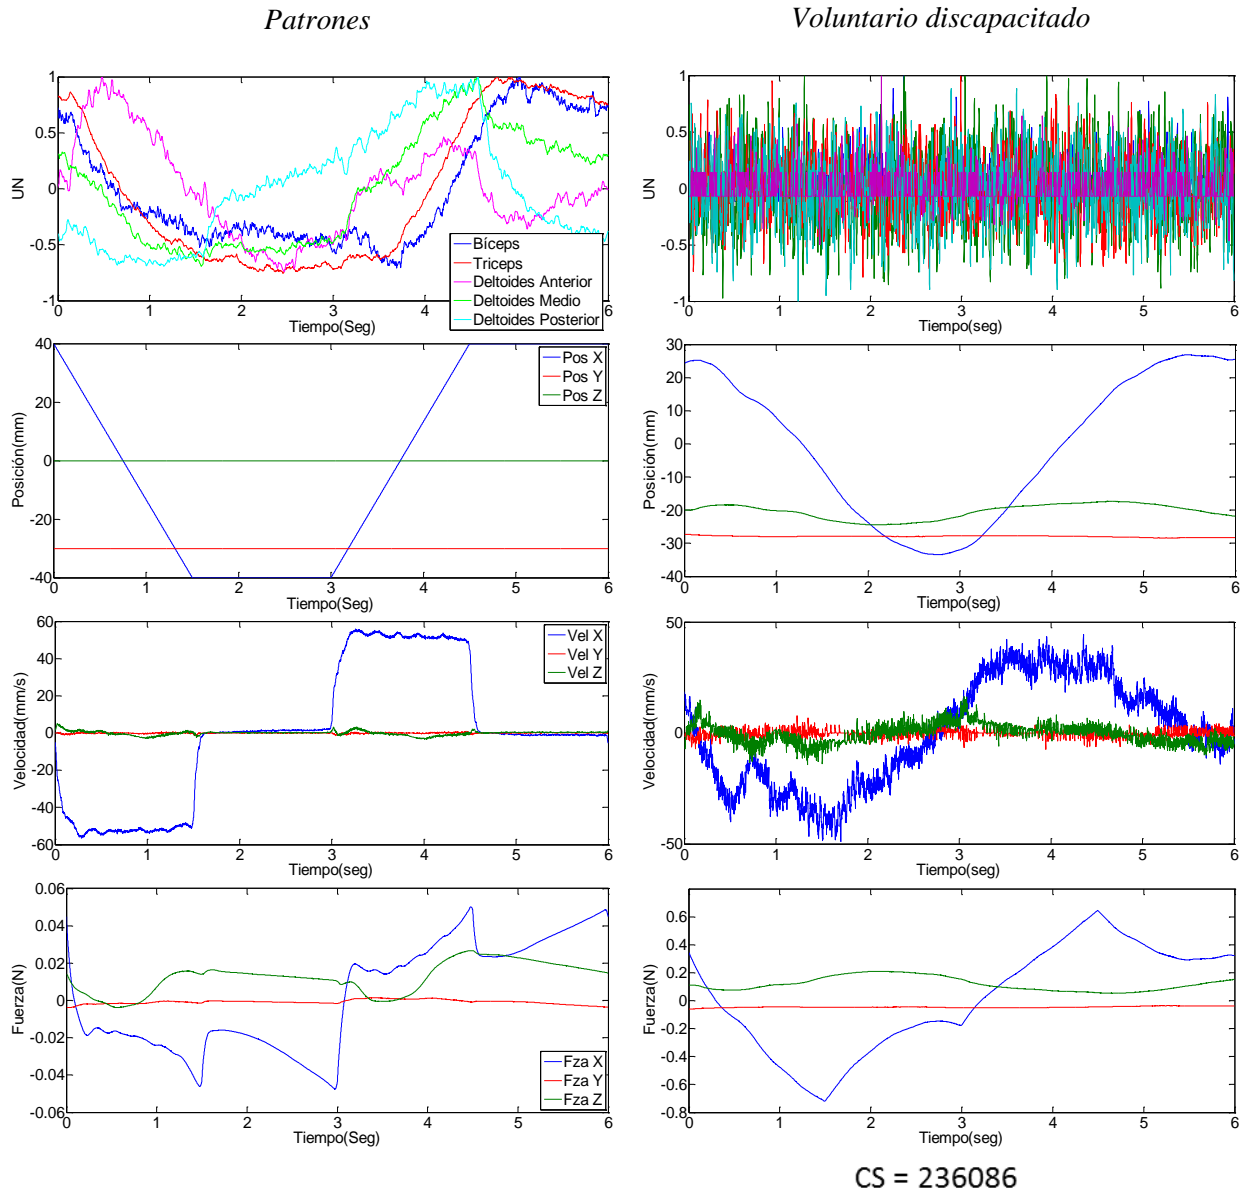 Patrones
Voluntario discapacitado
1
0.5
0
-0.5
-1
UN
0 1 2 3 4 5 6
Tiempo(Seg)
Bíceps
Triceps
Deltoides Anterior
Deltoides Medio
Deltoides Posterior
1
0.5
0
-0.5
-1
UN
0 1 2 3 4 5 6
Tiempo(seg)
40
20
0
-20
-40
Posición(mm)
0 1 2 3 4 5 6
Tiempo(Seg)
Pos X
Pos Y
Pos Z
30
20
10
0
-10
-20
-30
-40
Posición(mm)
0 1 2 3 4 5 6
Tiempo(seg)
60
40
20
0
-20
-40
-60
Velocidad(mm/s)
0 1 2 3 4 5 6
Tiempo(seg)
Vel X
Vel Y
Vel Z
50
0
-50
Velocidad(mm/s)
0 1 2 3 4 5 6
Tiempo(seg)
0.06
0.04
0.02
0
-0.02
-0.04
-0.06
Fuerza(N)
0 1 2 3 4 5 6
Tiempo(Seg)
Fza X
Fza Y
Fza Z
0.6
0.4
0.2
0
-0.2
-0.4
-0.6
-0.8
Fuerza(N)
0 1 2 3 4 5 6
Tiempo(seg)
CS = 236086